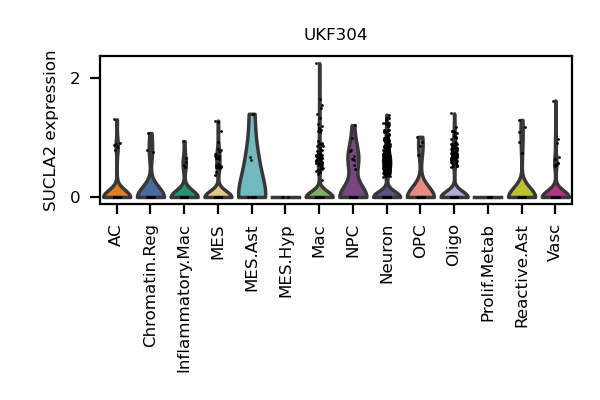 UKF304
SUCLA2 expression
2
0
AC
Chromatin.Reg
Inflammatory.Mac
MES
MES.Ast
MES.Hyp
Mac
NPC
Neuron
OPC
Oligo
Prolif.Metab
Reactive.Ast
Vasc